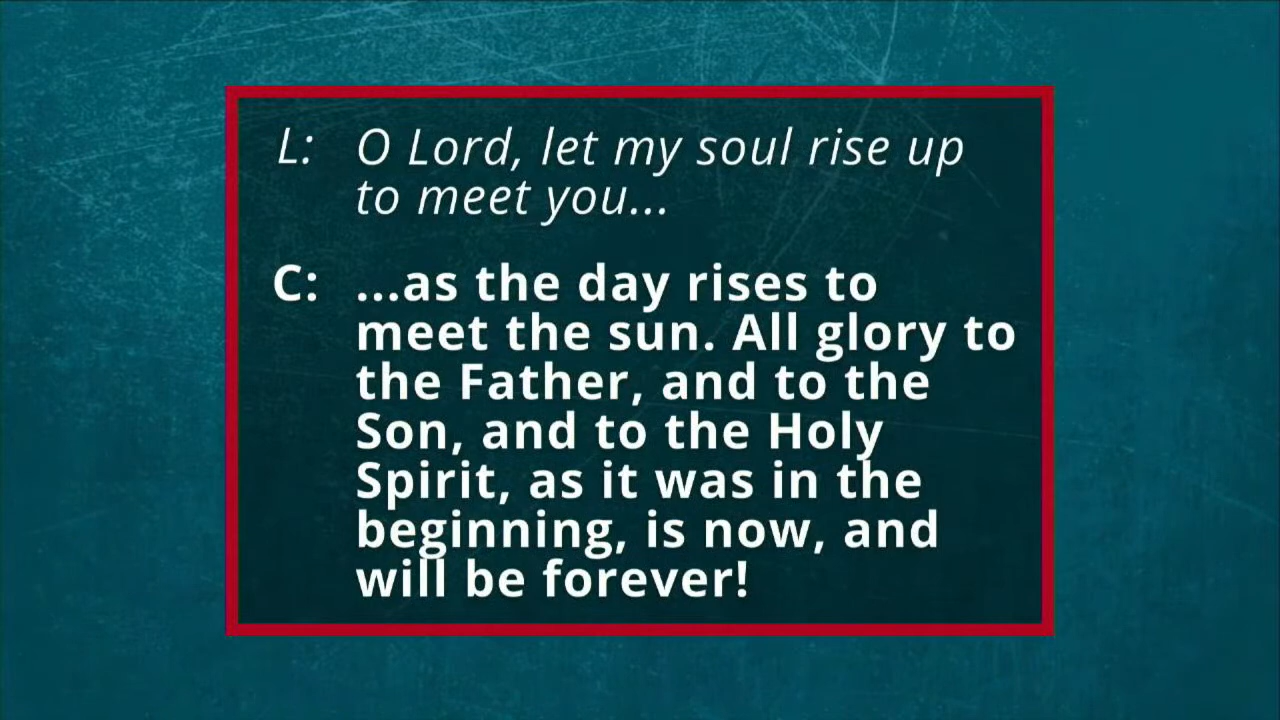 L: O Lord, let my soul rise up
to meet you...
C: ...as the day rises to
meet the sun. All glory to
the Father, and to the
Son, and to the Holy
Spirit, as it was in the
beginning, is now, and
will be forever!